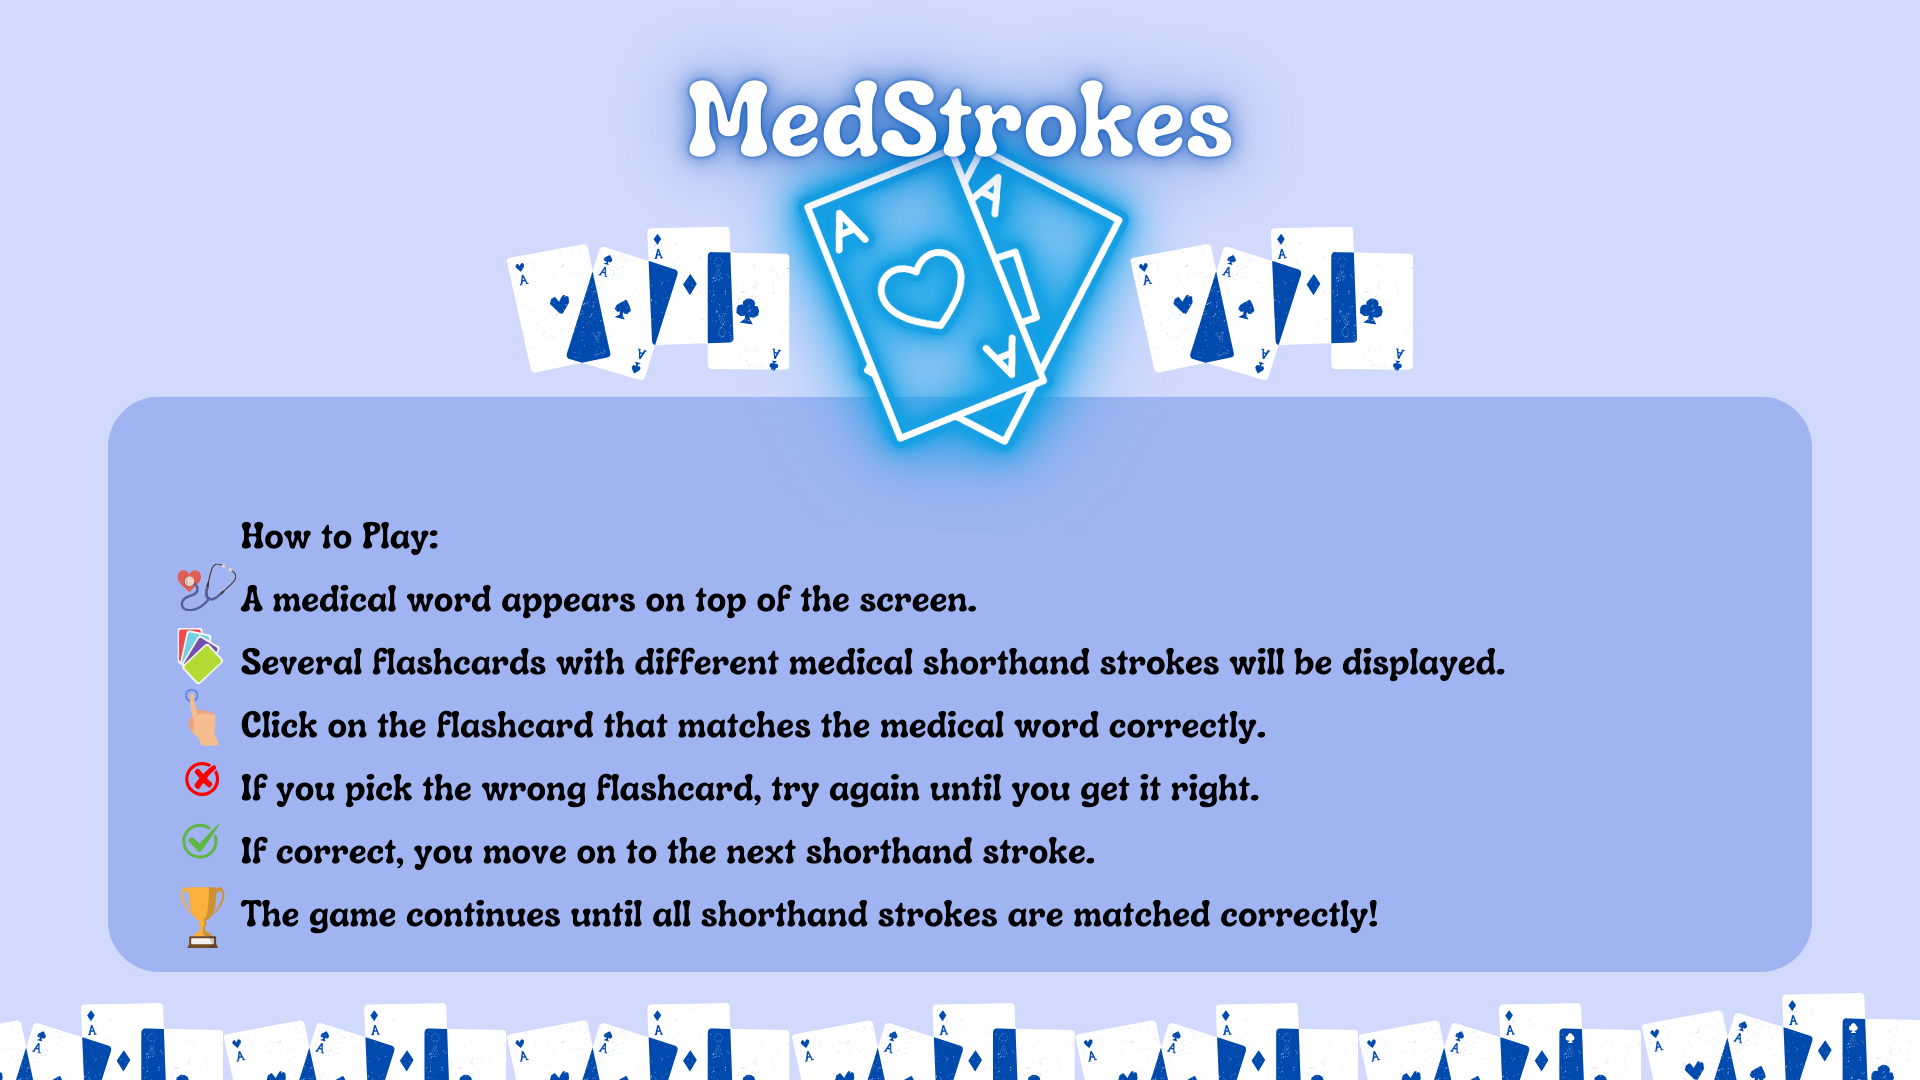 MedStrokes
How to Play:
A medical word appears on top of the screen.
Several flashcards with different medical shorthand strokes will be displayed.
Click on the flashcard that matches the medical word correctly.
If you pick the wrong flashcard, try again until you get it right.
If correct, you move on to the next shorthand stroke.
The game continues until all shorthand strokes are matched correctly!